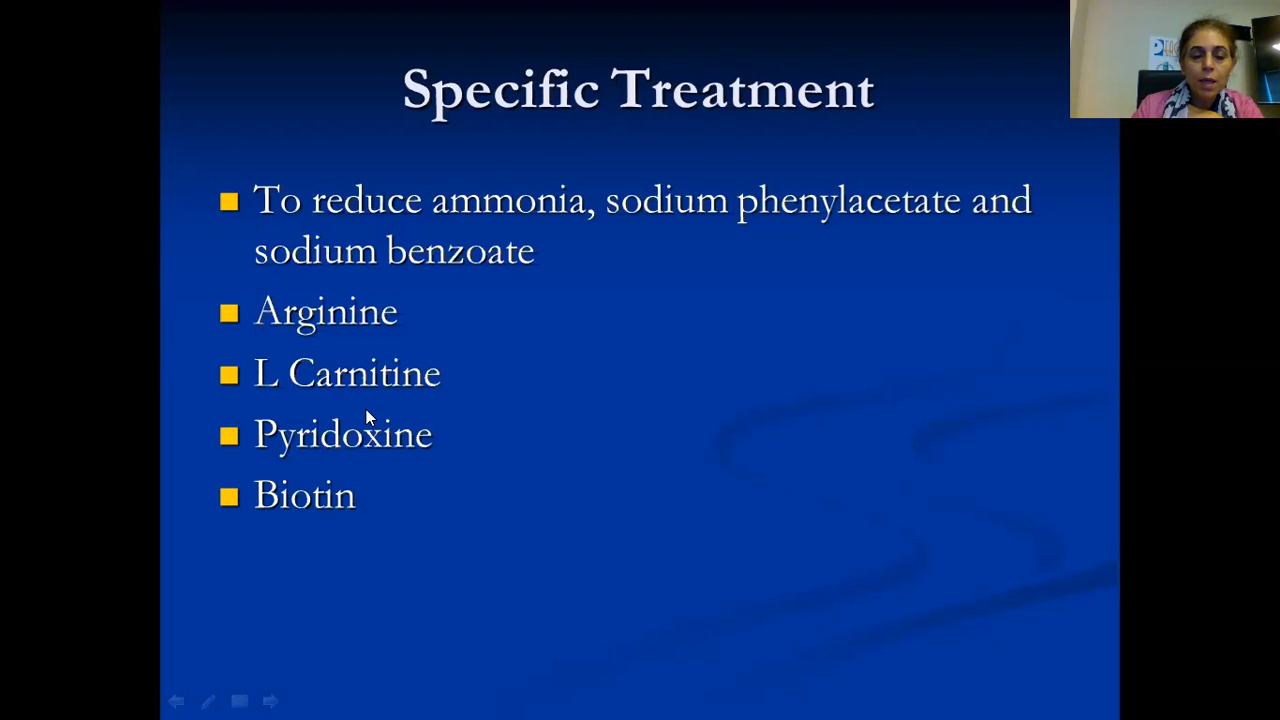 Specific Treatment
To reduce ammonia, sodium phenylacetate and
sodium benzoate
Arginine
L Carnitine
Pyridoxine
Biotin